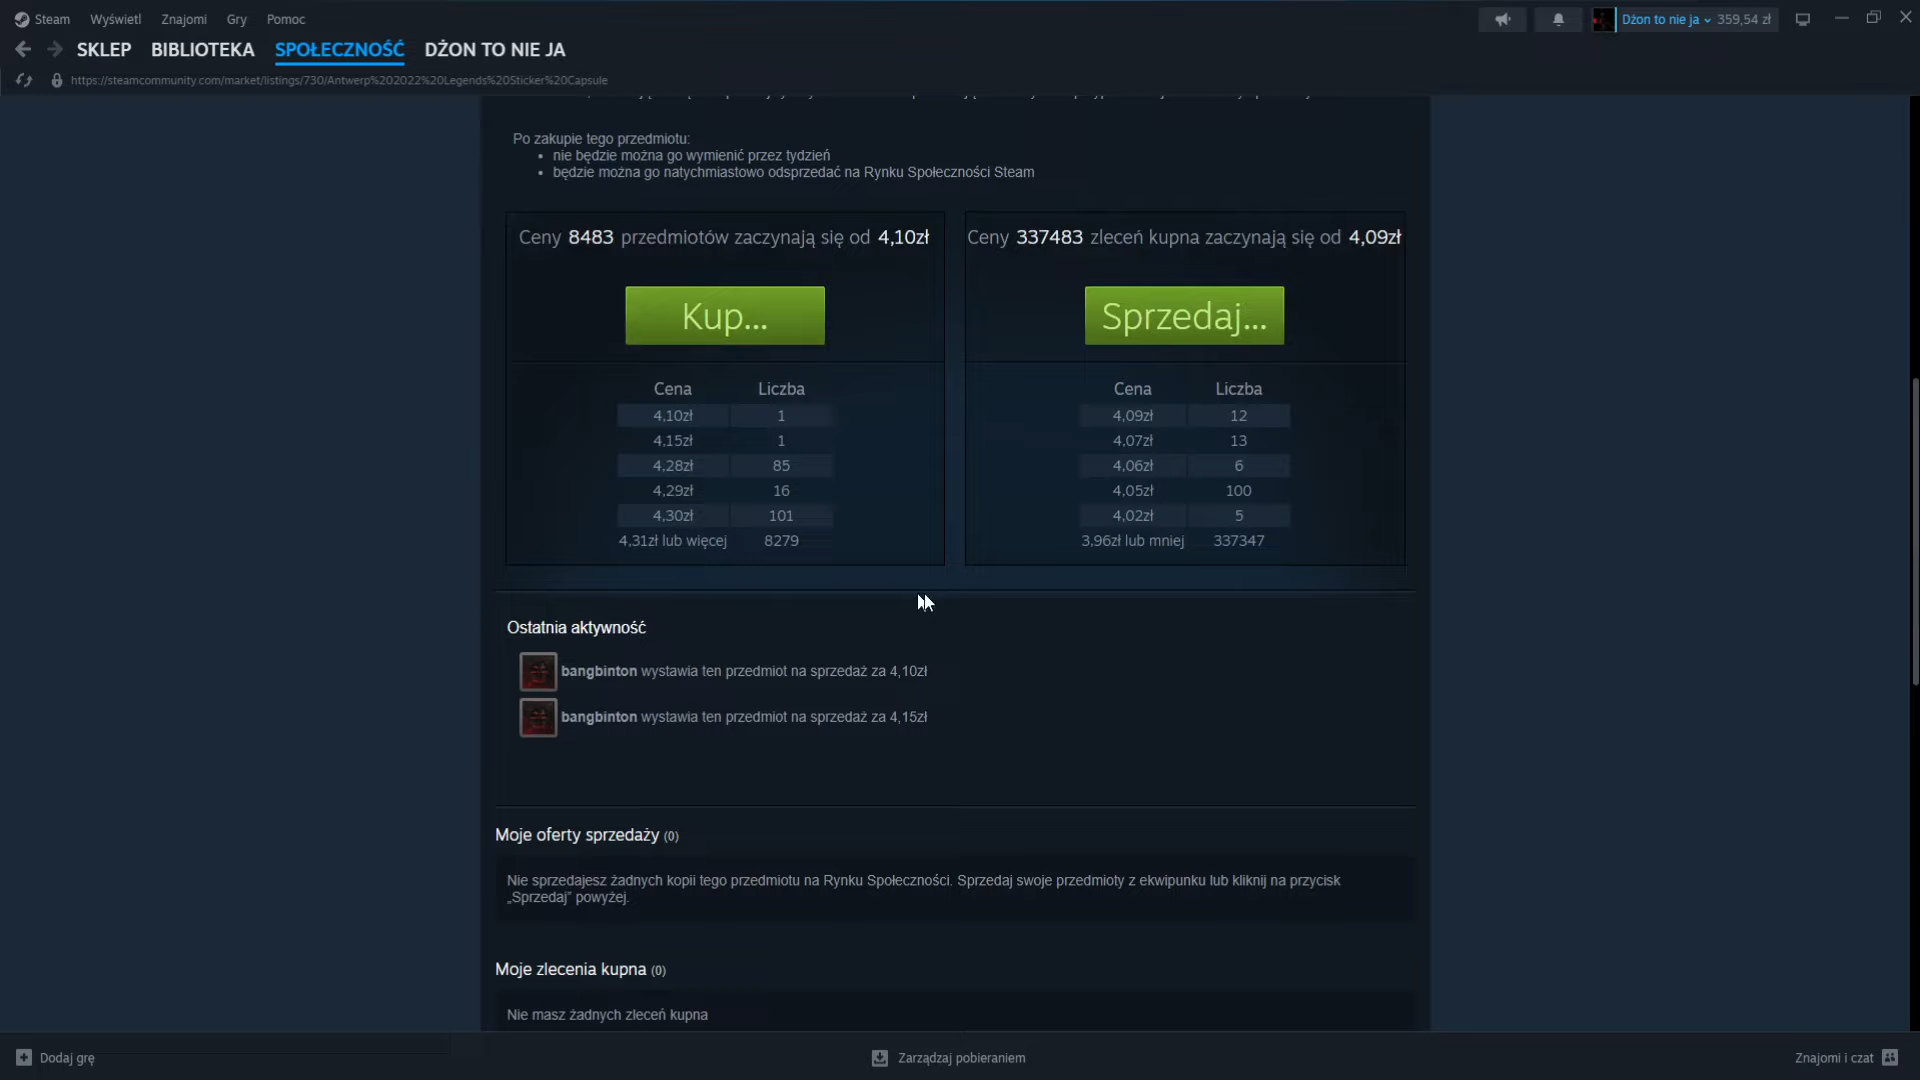 Steam Wyświetl Znajomi Gry Pomoc
Dżon to nie ja 359,54 zł
SKLEP BIBLIOTEKA SPOŁECZNOŚĆ DŻON TO NIE JA
https://steamcommunity.com/market/listings/730/Antwerp%202022%20Legends%20Sticker%20Capsule
Po zakupie tego przedmiotu:
• nie będzie można go wymienić przez tydzień
• będzie można go natychmiastowo odsprzedać na Rynku Społeczności Steam
Ceny 8483 przedmiotów zaczynają się od 4,10zł
Kup...
Cena Liczba
4,10zł 1
4,15zł 1
4,28zł 85
4,29zł 16
4,30zł 101
4,31zł lub więcej 8279
Ceny 337483 zleceń kupna zaczynają się od 4,09zł
Sprzedaj...
Cena Liczba
4,09zł 12
4,07zł 13
4,06zł 6
4,05zł 100
4,02zł 5
3,96zł lub mniej 337347
Ostatnia aktywność
bangbinton wystawia ten przedmiot na sprzedaż za 4,10zł
bangbinton wystawia ten przedmiot na sprzedaż za 4,15zł
Moje oferty sprzedaży (0)
Nie sprzedajesz żadnych kopii tego przedmiotu na Rynku Społeczności. Sprzedaj swoje przedmioty z ekwipunku lub kliknij na przycisk
„Sprzedaj” powyżej.
Moje zlecenia kupna (0)
Nie masz żadnych zleceń kupna
Dodaj grę
Zarządzaj pobieraniem
Znajomi i czat